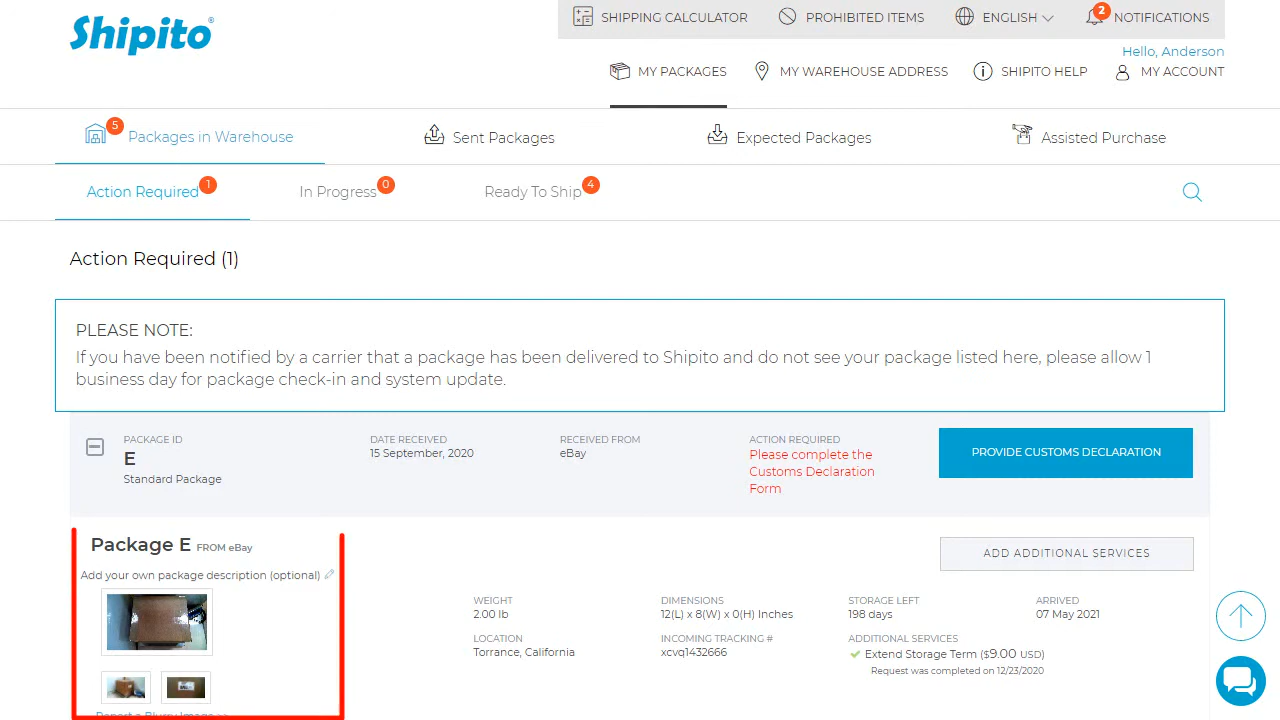 Shipito
SHIPPING CALCULATOR
PROHIBITED ITEMS
ENGLISH
2
NOTIFICATIONS
Hello, Anderson
MY PACKAGES
MY WAREHOUSE ADDRESS
SHIPITO HELP
MY ACCOUNT
5
Packages in Warehouse
Sent Packages
Expected Packages
Assisted Purchase
Action Required 1
In Progress 0
Ready To Ship 4
Action Required (1)
PLEASE NOTE:
If you have been notified by a carrier that a package has been delivered to Shipito and do not see your package listed here, please allow 1
business day for package check-in and system update.
PACKAGE ID
E
Standard Package
DATE RECEIVED
15 September, 2020
RECEIVED FROM
eBay
ACTION REQUIRED
Please complete the
Customs Declaration
Form
PROVIDE CUSTOMS DECLARATION
Package E FROM eBay
Add your own package description (optional)
Report a Blurry Image >>
ADD ADDITIONAL SERVICES
WEIGHT
2.00 lb
DIMENSIONS
12(L) x 8(W) x 0(H) Inches
STORAGE LEFT
198 days
ARRIVED
07 May 2021
LOCATION
Torrance, California
INCOMING TRACKING #
xcvq1432666
ADDITIONAL SERVICES
Extend Storage Term ($9.00 USD)
Request was completed on 12/23/2020